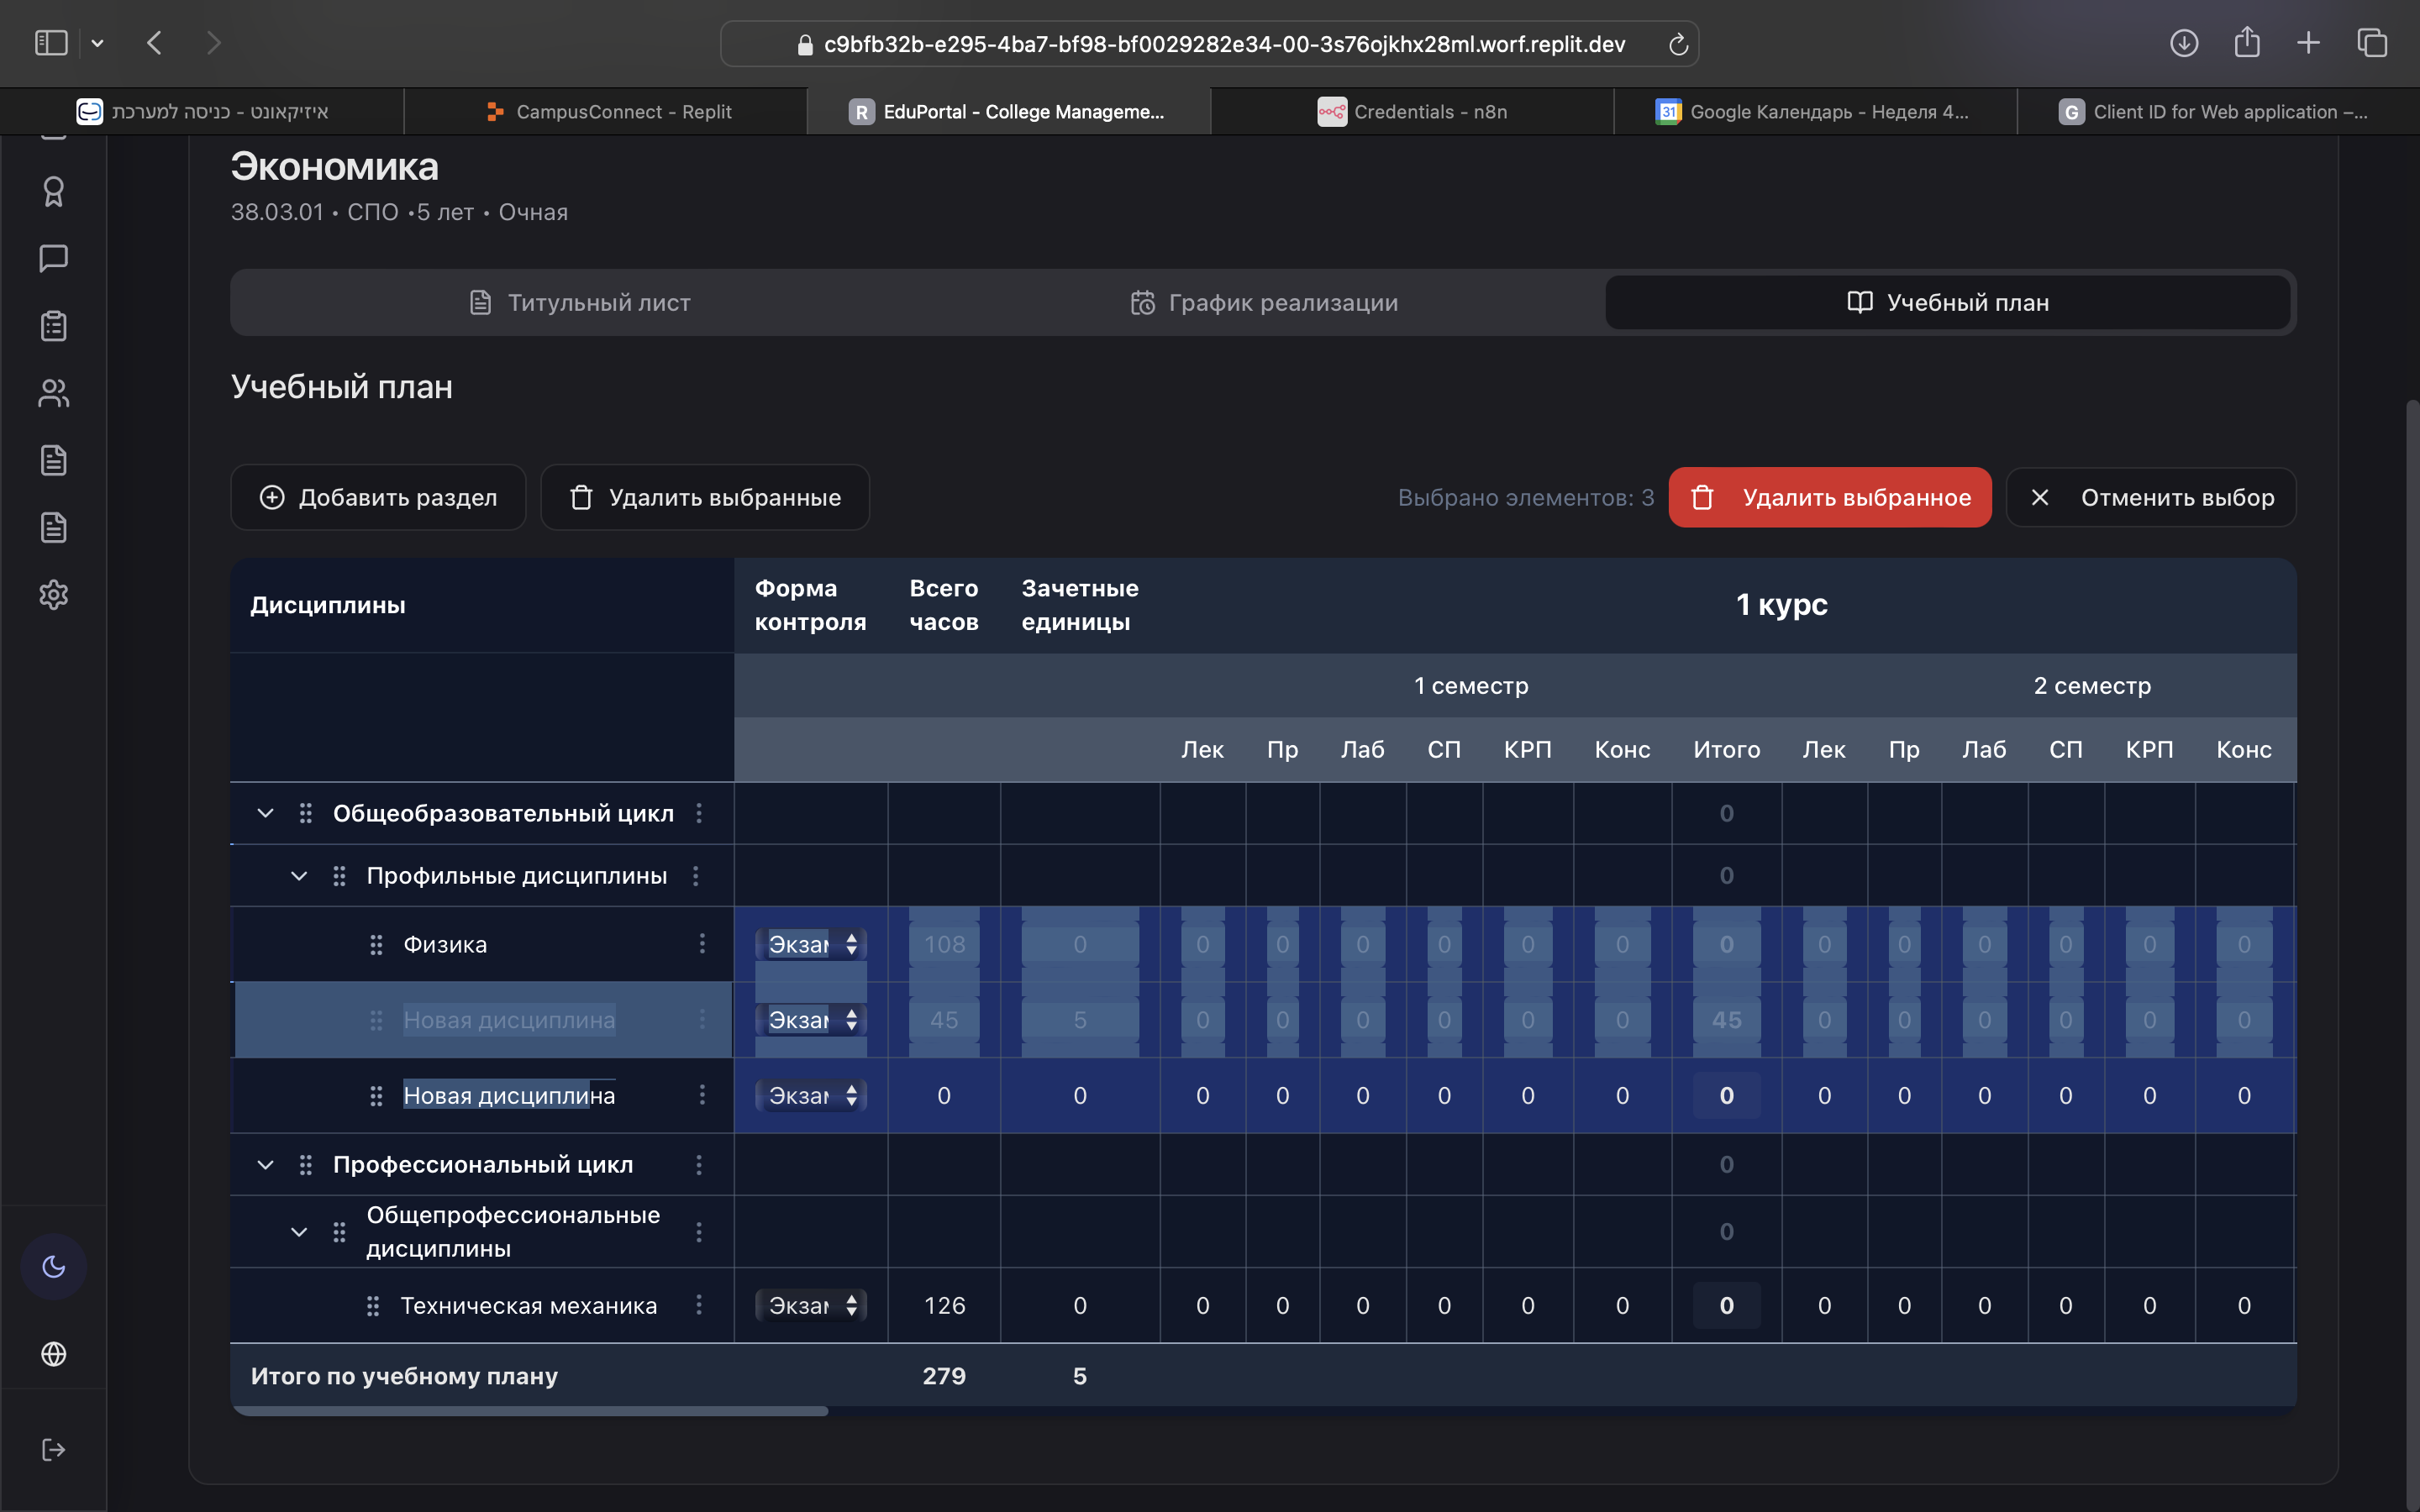 c9bfb32b-e295-4ba7-bf98-bf0029282e34-00-3s76ojkhx28ml.worf.replit.dev
איזיקאונט - כניסה למערכת
CampusConnect - Replit
R EduPortal - College Manageme...
Credentials - n8n
31 Google Календарь - Неделя 4...
G Client ID for Web application –...
Экономика
38.03.01 • СПО •5 лет • Очная
Титульный лист
График реализации
Учебный план
Учебный план
Добавить раздел
Удалить выбранные
Выбрано элементов: 3
Удалить выбранное
Отменить выбор
Дисциплины Форма контроля Всего часов Зачетные единицы 1 курс
1 семестр 2 семестр
Лек Пр Лаб СП КРП Конс Итого Лек Пр Лаб СП КРП Конс
Общеобразовательный цикл 0
Профильные дисциплины 0
Физика Экзам 108 0 0 0 0 0 0 0 0 0 0 0 0 0 0
Новая дисциплина Экзам 45 5 0 0 0 0 0 0 45 0 0 0 0 0 0
Новая дисциплина Экзам 0 0 0 0 0 0 0 0 0 0 0 0 0 0 0
Профессиональный цикл 0
Общепрофессиональные
дисциплины 0
Техническая механика Экзам 126 0 0 0 0 0 0 0 0 0 0 0 0 0 0
Итого по учебному плану 279 5